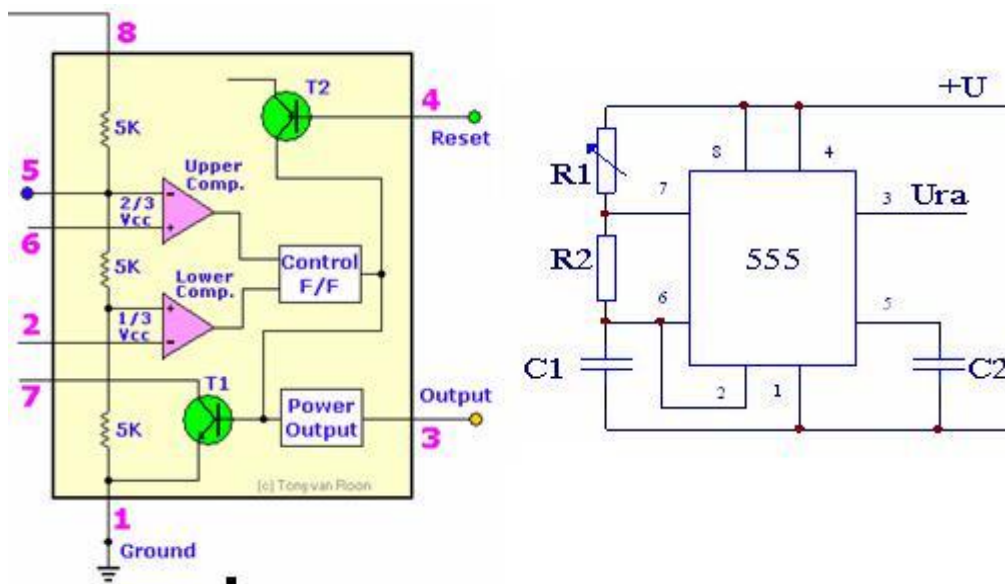 8
T2
4
Reset
5K
5
Upper
Comp.
-
2/3
Vcc
+
6
5K
Control
F/F
Lower
Comp.
+
1/3
Vcc
-
2
7
T1
Power
Output
Output
3
5K
(c) Tong van Roon
1
Ground
+U
8
4
R1
7
3
Ura
R2
555
6
5
C1
2
1
C2